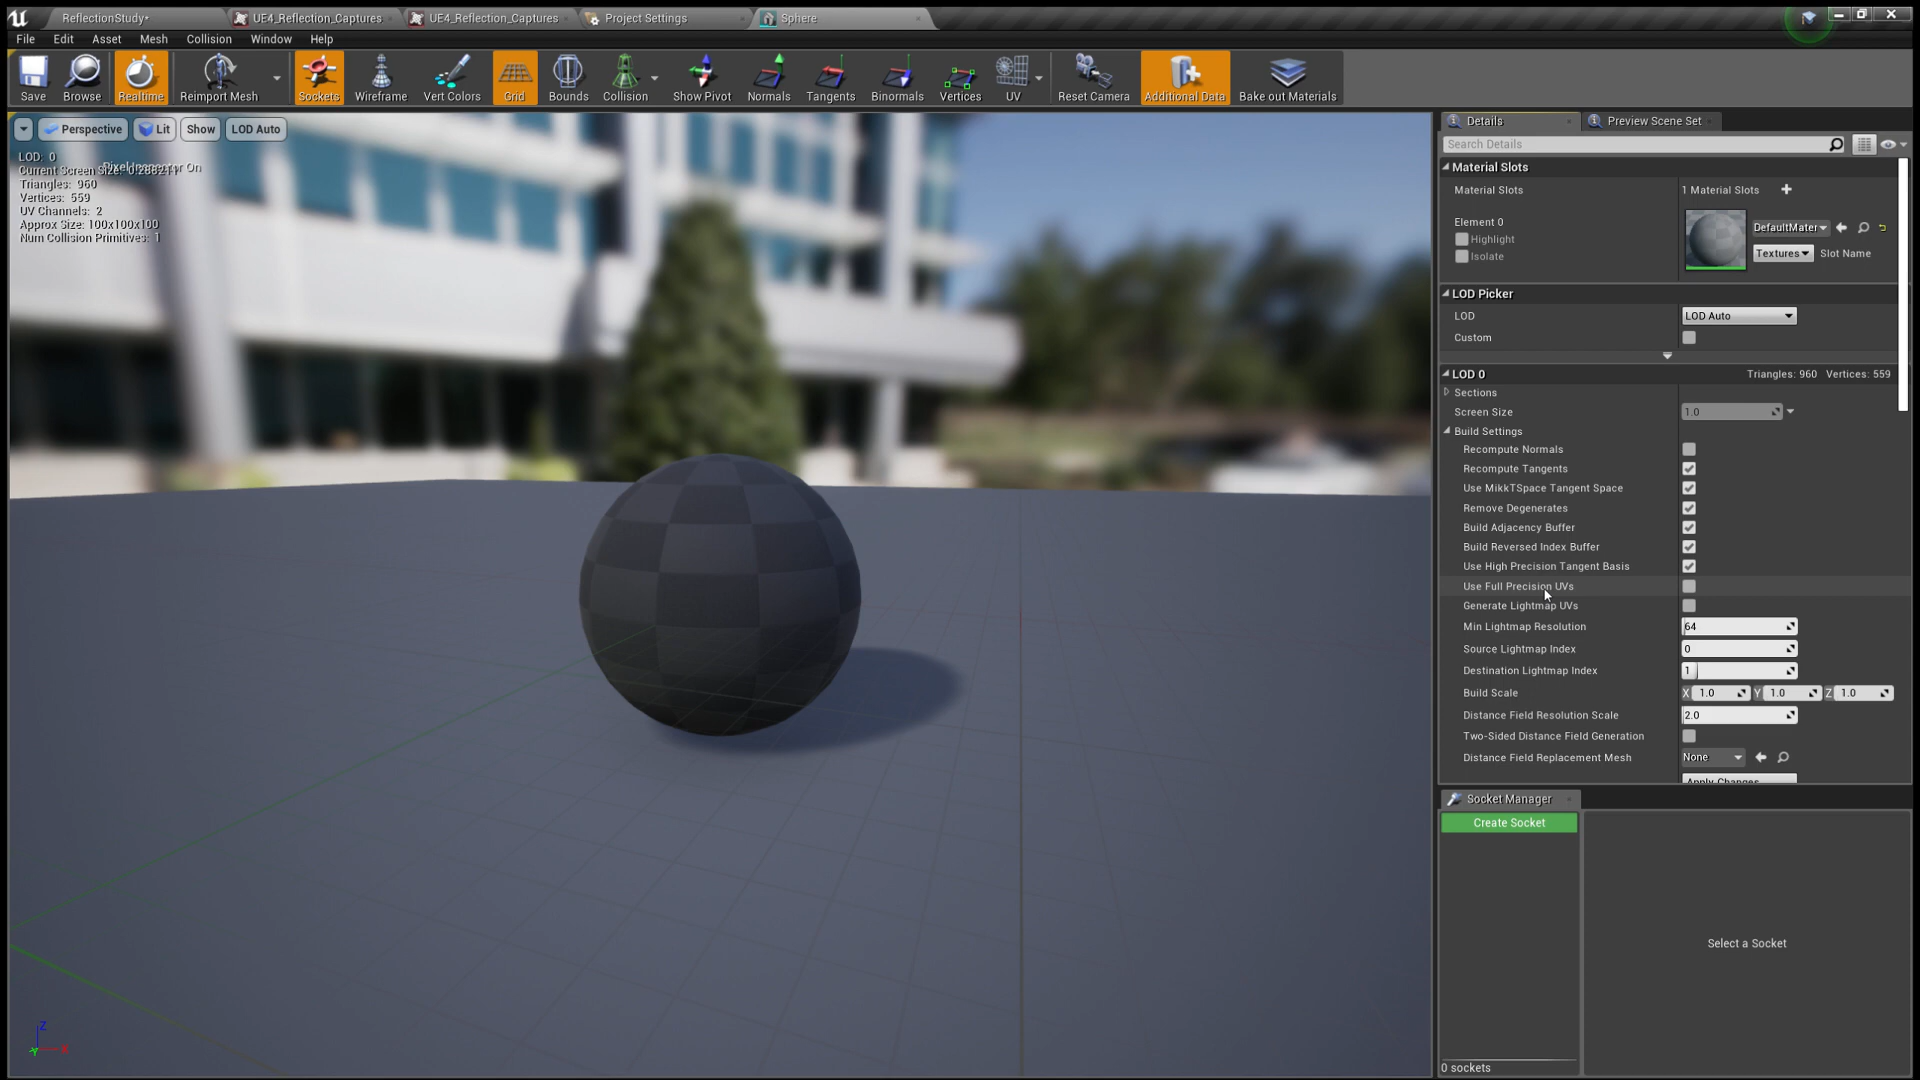 ReflectionStudy* UE4_Reflection_Captures UE4_Reflection_Captures Project Settings Sphere
File Edit Asset Mesh Collision Window Help
Save Browse Realtime Reimport Mesh Sockets Wireframe Vert Colors Grid Bounds Collision Show Pivot Normals Tangents Binormals Vertices UV Reset Camera Additional Data Bake out Materials
Perspective Lit Show LOD Auto
LOD: 0
Pixel Inspector On
Current Screen Size:
Triangles: 960
Vertices: 559
UV Channels: 2
Approx Size: 100x100x100
Num Collision Primitives: 1
Z
Y
X
Details Preview Scene Set
Search Details
Material Slots
Material Slots 1 Material Slots
Element 0
Highlight
Isolate
DefaultMater
Textures Slot Name
LOD Picker
LOD LOD Auto
Custom
LOD 0 Triangles: 960 Vertices: 559
Sections
Screen Size 1.0
Build Settings
Recompute Normals
Recompute Tangents
Use MikkTSpace Tangent Space
Remove Degenerates
Build Adjacency Buffer
Build Reversed Index Buffer
Use High Precision Tangent Basis
Use Full Precision UVs
Generate Lightmap UVs
Min Lightmap Resolution 64
Source Lightmap Index 0
Destination Lightmap Index 1
Build Scale X 1.0 Y 1.0 Z 1.0
Distance Field Resolution Scale 2.0
Two-Sided Distance Field Generation
Distance Field Replacement Mesh None
Apply Changes
Socket Manager
Create Socket
Select a Socket
0 sockets